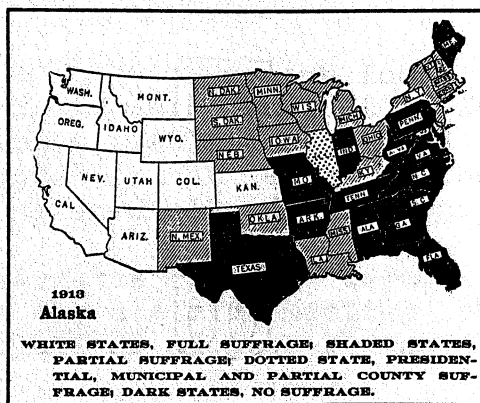 WASH.
MONT.
N. DAK.
MINN.
ME.
OREG.
IDAHO
S. DAK.
WIS.
MICH
N.Y.
WYO.
IOWA
PENN.
NEV.
UTAH
COL.
NEB.
KAN.
MO
IND
OHIO
KY.
W. VA
VA.
CAL
ARIZ.
N. MEX.
OKLA.
ARK.
TENN
N.C.
S.C.
TEXAS
LA
MISS
ALA
GA.
FLA
1913
Alaska
WHITE STATES, FULL SUFFRAGE; SHADED STATES,
PARTIAL SUFFRAGE; DOTTED STATE, PRESIDEN-
TIAL, MUNICIPAL AND PARTIAL COUNTY SUF-
FRAGE; DARK STATES, NO SUFFRAGE.